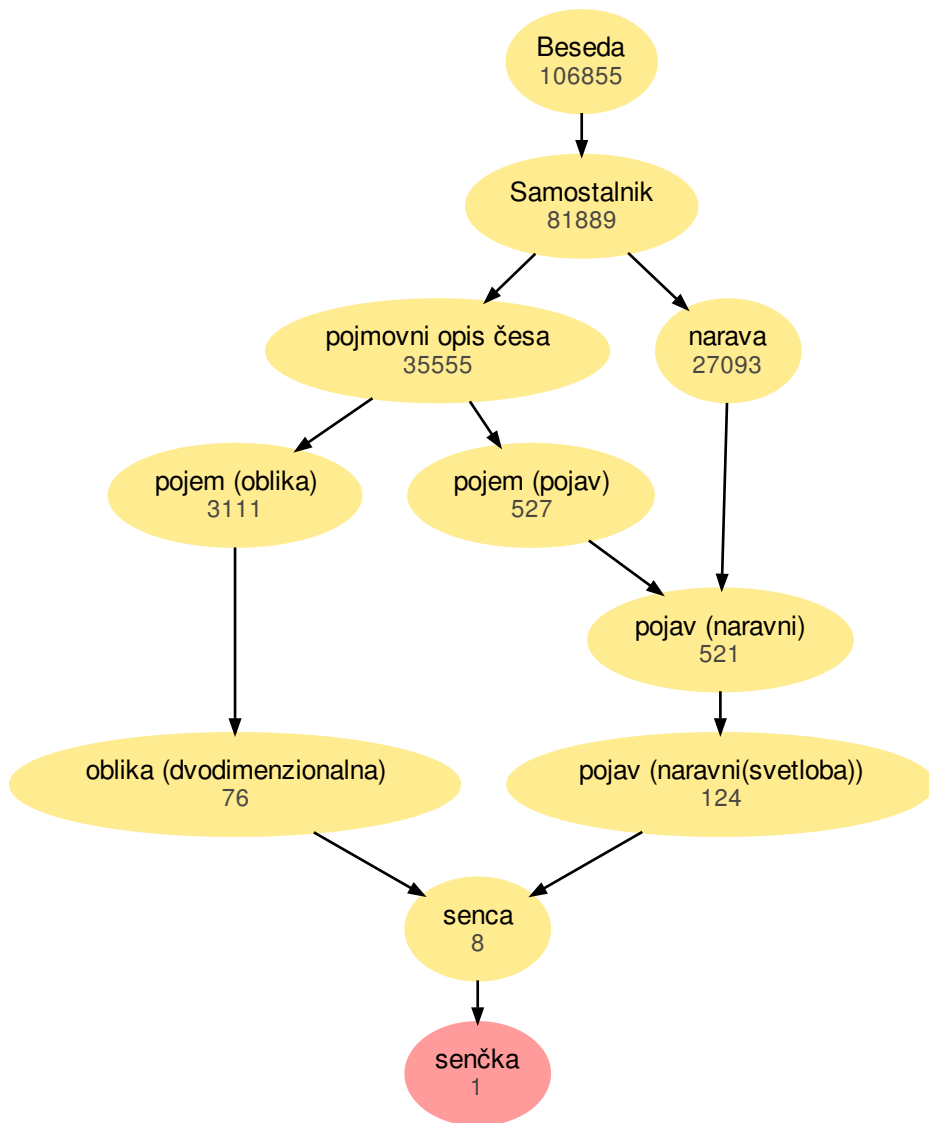 Beseda
106855
Samostalnik
81889
pojmovni opis česa
35555
narava
27093
pojem (oblika)
3111
pojem (pojav)
527
pojav (naravni)
521
oblika (dvodimenzionalna)
76
pojav (naravni(svetloba))
124
senca
8
senčka
1